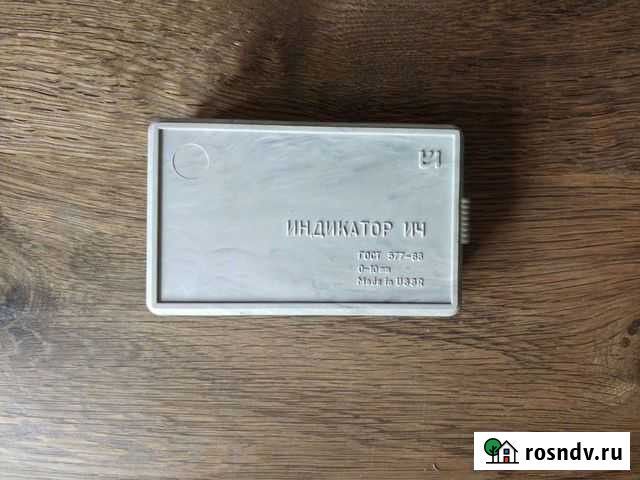 ИНДИКАТОР ИЧ
ГОСТ 577-68
0-10mm
Made in USSR
rosndv.ru